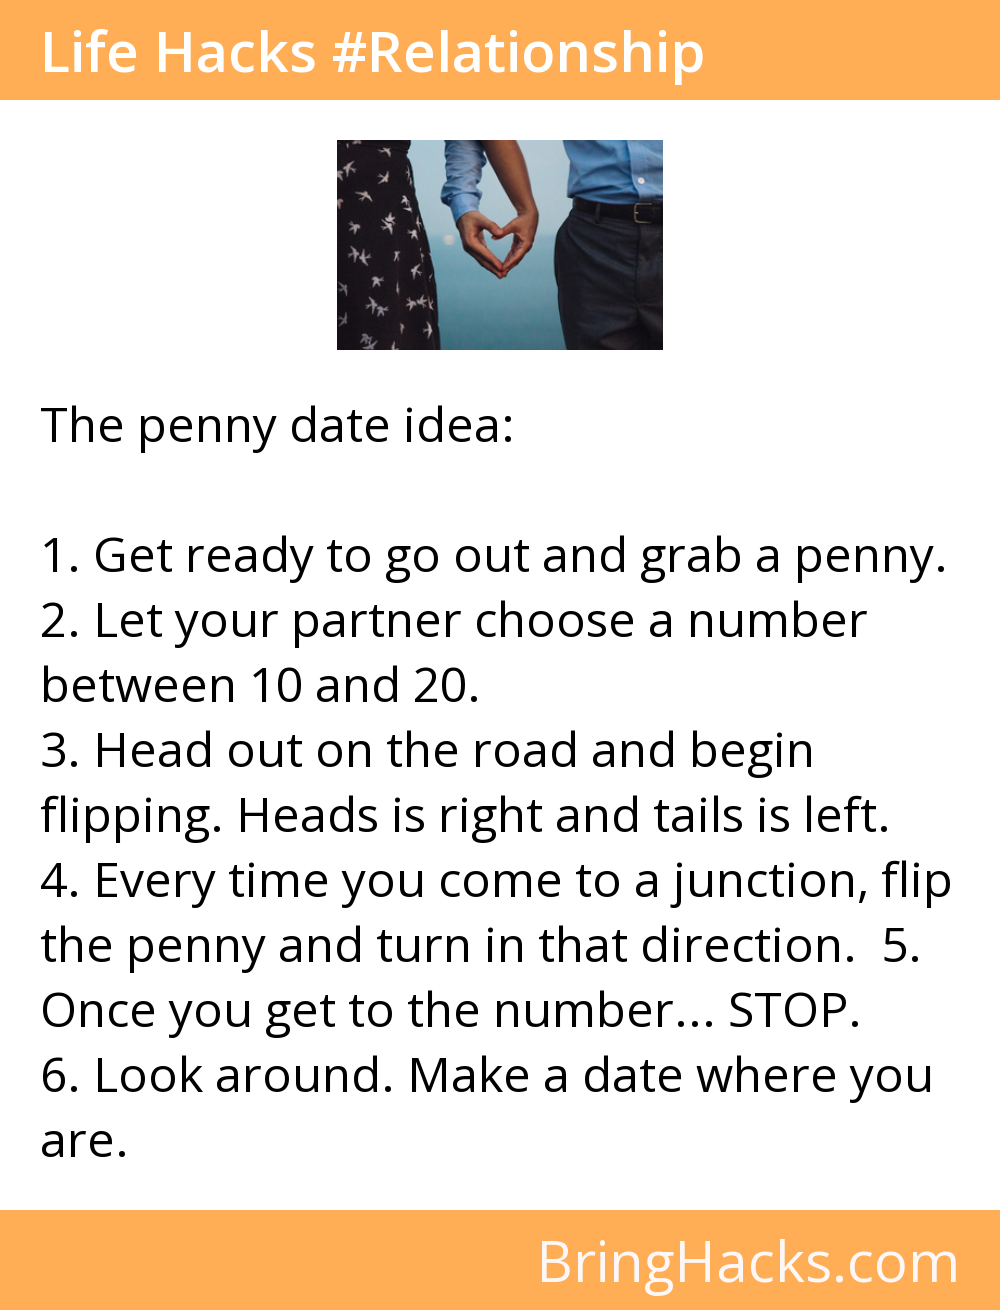 Life Hacks #Relationship
The penny date idea:
1. Get ready to go out and grab a penny.
2. Let your partner choose a number
between 10 and 20.
3. Head out on the road and begin
flipping. Heads is right and tails is left.
4. Every time you come to a junction, flip
the penny and turn in that direction.  5.
Once you get to the number... STOP.
6. Look around. Make a date where you
are.
BringHacks.com